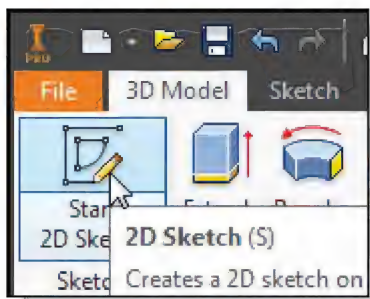 PRO
File 3D Model Sketch
Star
2D Ske
2D Sketch (S)
Sketc
Creates a 2D sketch on